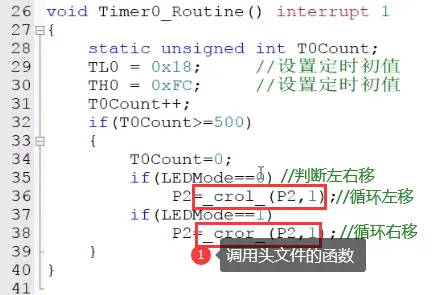 26 void Timer0_Routine() interrupt 1
27 {
28 static unsigned int T0Count;
29 TL0 = 0x18; //设置定时初值
30 TH0 = 0xFC; //设置定时初值
31 T0Count++;
32 if(T0Count>=500)
33 {
34 T0Count=0;
35 if(LEDMode==0) //判断左右移
36 P2=_crol_(P2,1);//循环左移
37 if(LEDMode==1)
38 P2=_cror_(P2,1);//循环右移
39 }
40 }
41
1 调用头文件的函数